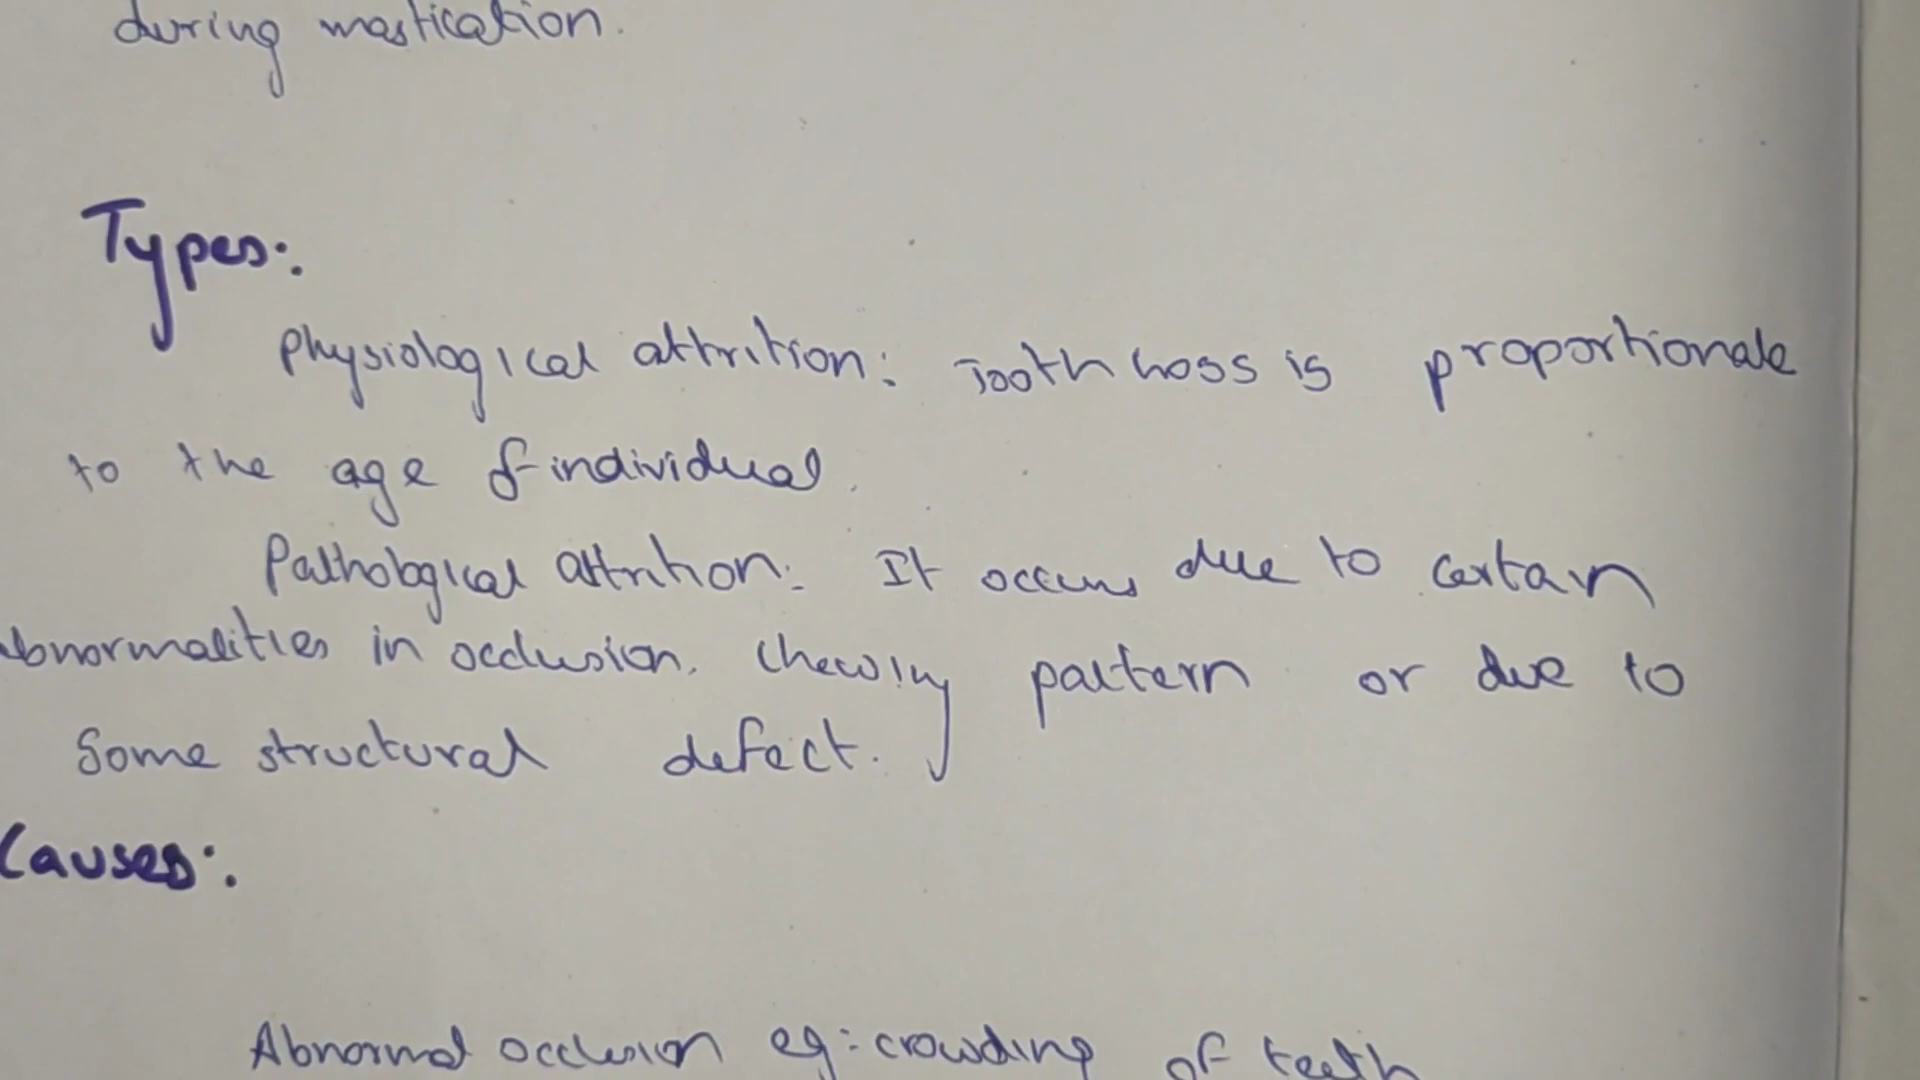 during mastication.
Types:
Physiological attrition: Tooth loss is proportionate
to the age of individual.
Pathological attrition: It occurs due to certain
abnormalities in occlusion, chewing pattern or due to
Some structural defect.
Causes:
Abnormal occlusion eg: crowding of teeth